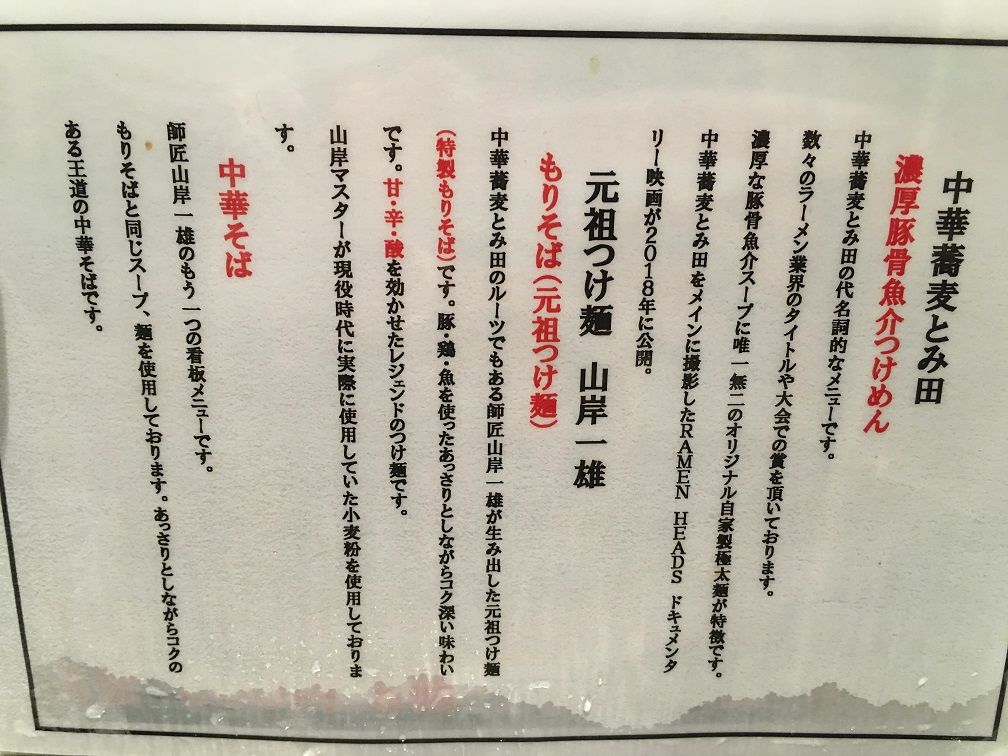 中華蕎麦とみ田
濃厚豚骨魚介つけめん
中華蕎麦とみ田の代名詞的なメニューです。
数々のラーメン業界のタイトルや大会での賞を頂いております。
濃厚な豚骨魚介スープに唯一無二のオリジナル自家製極太麺が特徴です。
中華蕎麦とみ田をメインに撮影したRAMEN HEADS ドキュメンタ
リー映画が2018年に公開。
元祖つけ麺 山岸一雄
もりそば(元祖つけ麺)
中華蕎麦とみ田のルーツでもある師匠山岸一雄が生み出した元祖つけ麺
(特製もりそば)です。豚・鶏・魚を使ったあっさりとしながらコク深い味わい
です。甘・辛・酸を効かせたレジェンドのつけ麺です。
山岸マスターが現役時代に実際に使用していた小麦粉を使用しておりま
す。
中華そば
師匠山岸一雄のもう一つの看板メニューです。
もりそばと同じスープ、麺を使用しております。あっさりとしながらコクの
ある王道の中華そばです。